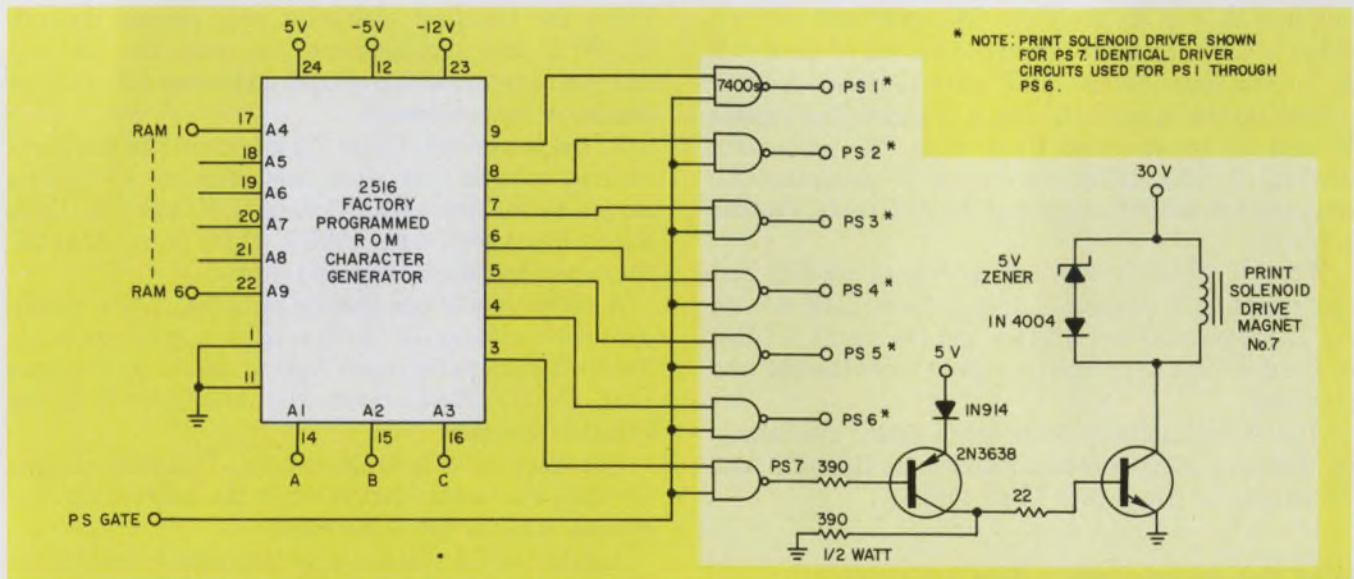 5V
-5V
-12V
24
12
23
* NOTE: PRINT SOLENOID DRIVER SHOWN
FOR PS 7. IDENTICAL DRIVER
CIRCUITS USED FOR PS 1 THROUGH
PS 6.
RAM 1
17
A4
18
A5
19
A6
20
A7
21
A8
RAM 6
22
A9
1
11
2516
FACTORY
PROGRAMMED
ROM
CHARACTER
GENERATOR
9
8
7
6
5
4
3
A1
A2
A3
14
15
16
A
B
C
7400s
PS 1*
PS 2*
PS 3*
PS 4*
PS 5*
PS 6*
PS 7
PS GATE
390
390
1/2 WATT
5V
IN914
2N3638
22
30 V
5 V
ZENER
IN 4004
PRINT
SOLENOID
DRIVE
MAGNET
No.7